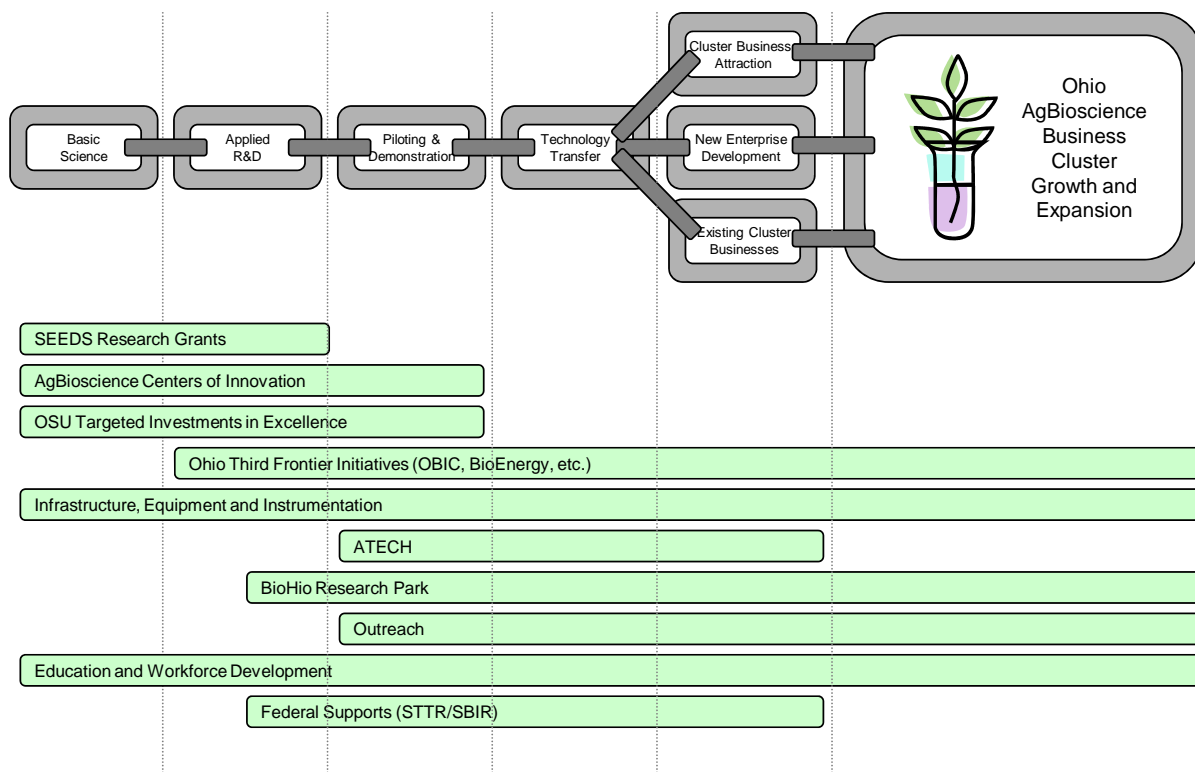 Cluster Business
Attraction
Basic
Science
Applied
R&D
Piloting &
Demonstration
Technology
Transfer
New Enterprise
Development
Existing Cluster
Businesses
Ohio
AgBioscience
Business
Cluster
Growth and
Expansion
SEEDS Research Grants
AgBioscience Centers of Innovation
OSU Targeted Investments in Excellence
Ohio Third Frontier Initiatives (OBIC, BioEnergy, etc.)
Infrastructure, Equipment and Instrumentation
ATECH
BioHio Research Park
Outreach
Education and Workforce Development
Federal Supports (STTR/SBIR)